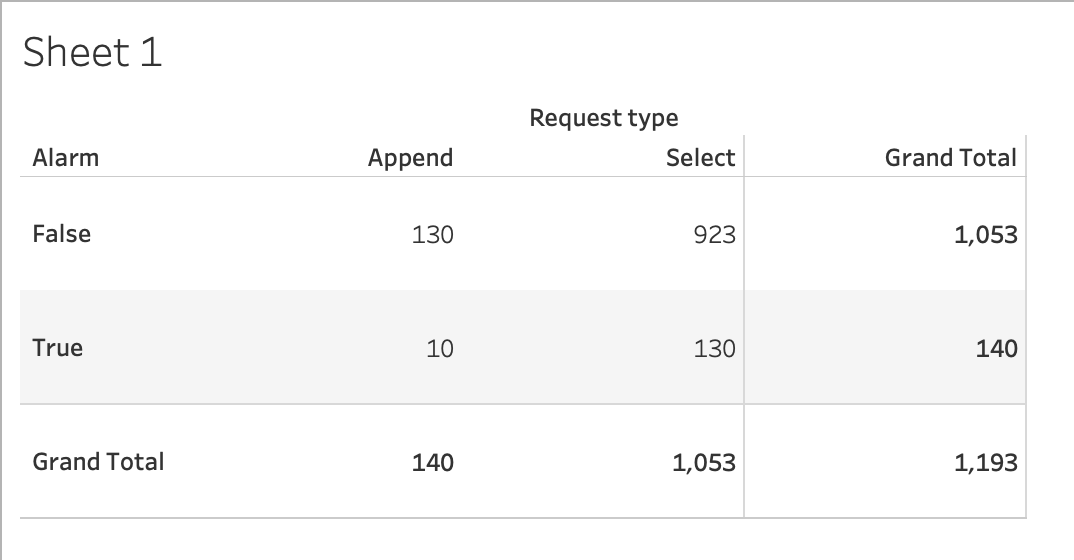 Sheet 1
Request type
Alarm Append Select Grand Total
False 130 923 1,053
True 10 130 140
Grand Total 140 1,053 1,193